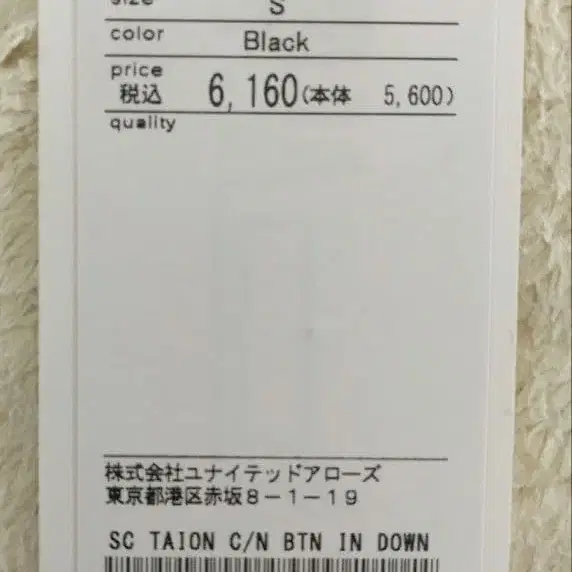 size S
color Black
price
税込 6,160(本体 5,600)
quality
株式会社ユナイテッドアローズ
東京都港区赤坂8-1-19
SC TAION C/N BTN IN DOWN